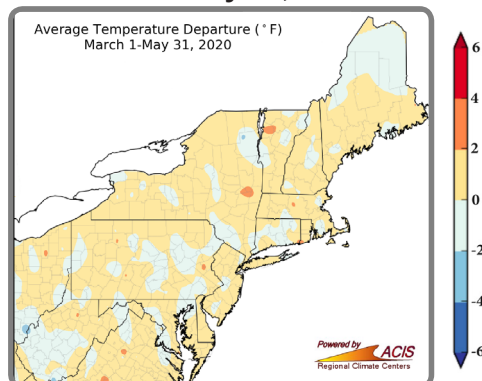 Average Temperature Departure (°F)
March 1-May 31, 2020
6
4
2
0
-2
-4
-6
Powered by
ACIS
Regional Climate Centers